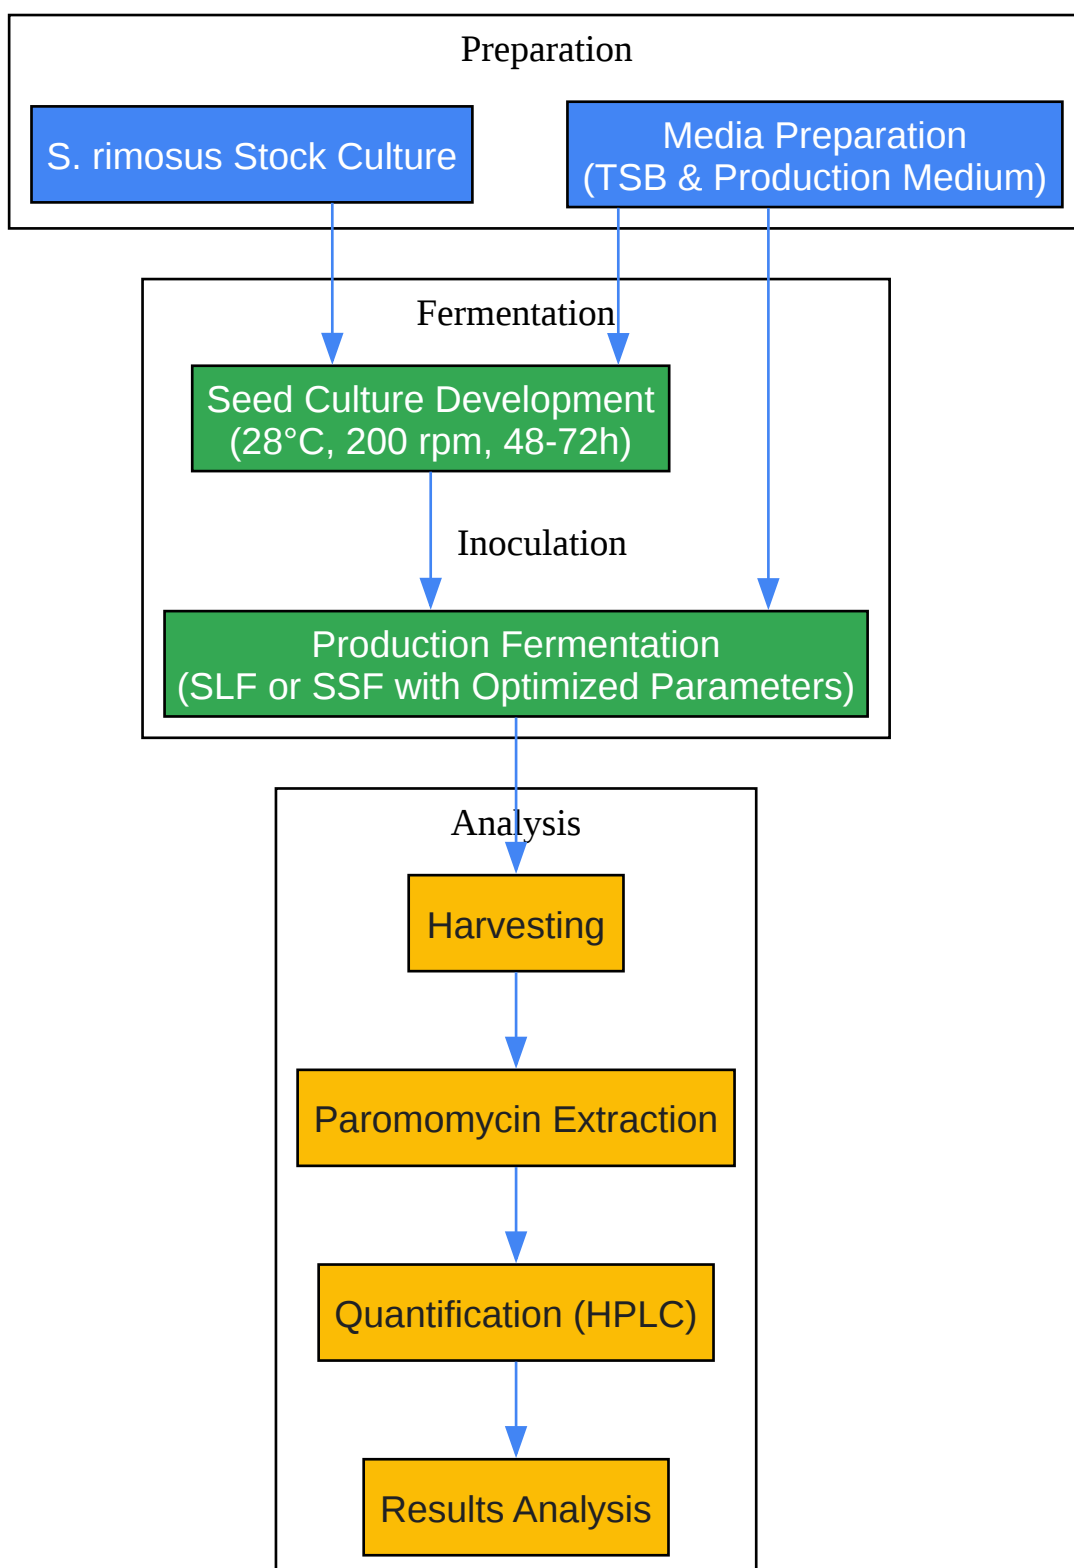 Preparation
S. rimosus Stock Culture
Media Preparation
(TSB & Production Medium)
Fermentation
Seed Culture Development
(28°C, 200 rpm, 48-72h)
Inoculation
Production Fermentation
(SLF or SSF with Optimized Parameters)
Analysis
Harvesting
Paromomycin Extraction
Quantification (HPLC)
Results Analysis